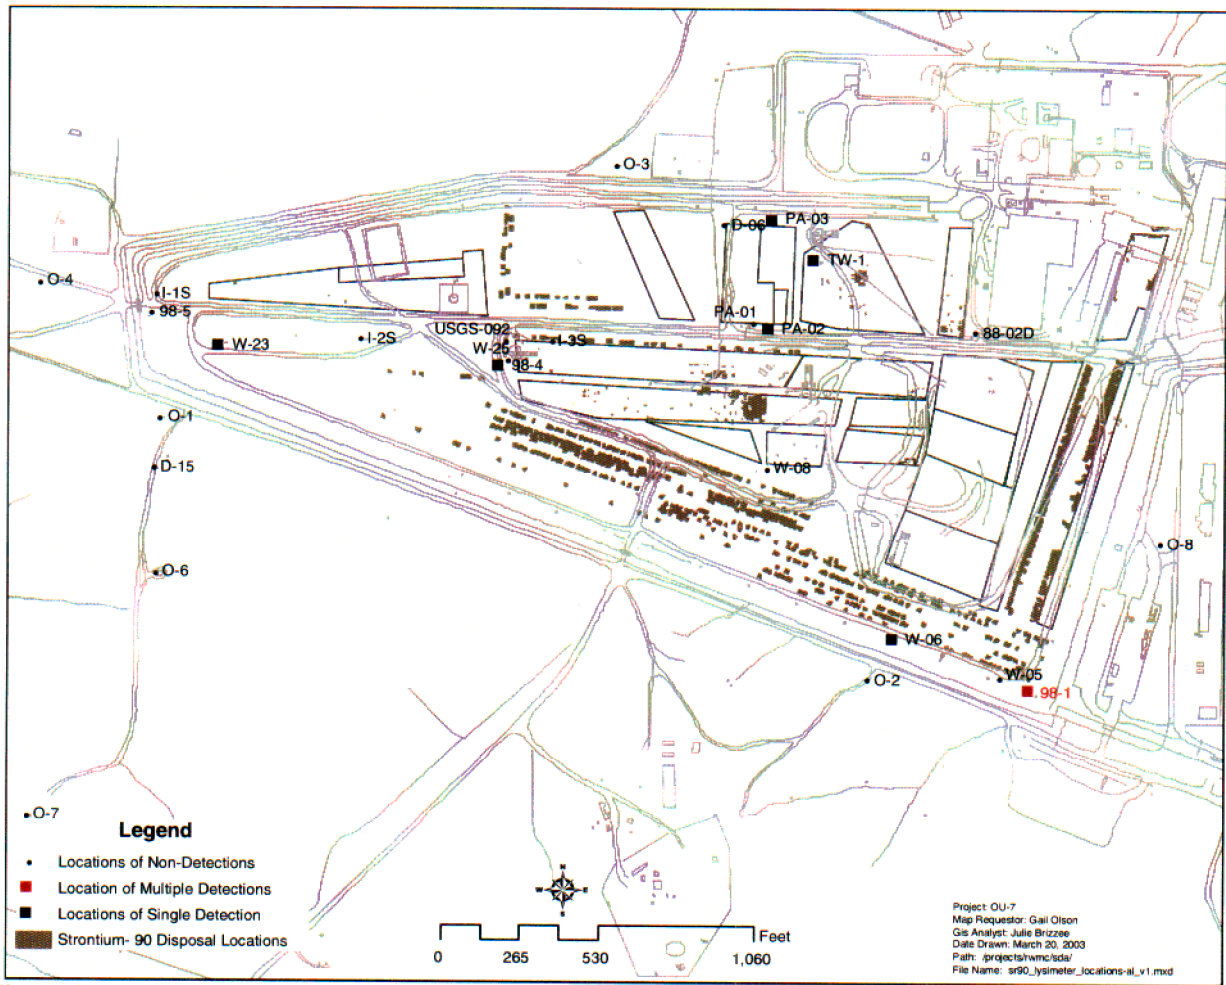 O-3
PA-03
D-06
TW-1
O-4
I-1S
98-5
PA-01
USGS-092
PA-02
88-02D
W-23
I-2S
I-3S
W-25
98-4
O-1
D-15
W-08
O-8
O-6
W-06
O-2
W-05
98-1
O-7
Legend
Locations of Non-Detections
Location of Multiple Detections
Locations of Single Detection
Strontium- 90 Disposal Locations
N
W E
S
Feet
0 265 530 1,060
Project: OU-7
Map Requestor: Gail Olson
Gis Analyst: Julie Brizzee
Date Drawn: March 20, 2003
Path: /projects/rwmc/sda/
File Name: sr90_lysimeter_locations-al_v1.mxd